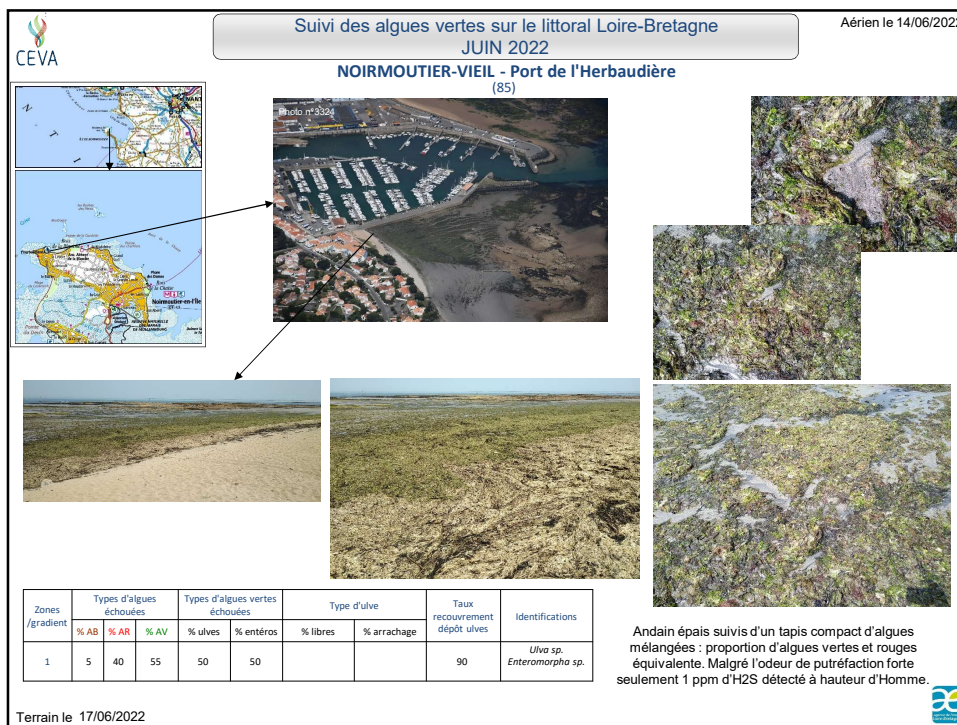 CEVA
Suivi des algues vertes sur le littoral Loire-Bretagne
JUIN 2022
Aérien le 14/06/2022
NOIRMOUTIER-VIEIL - Port de l'Herbaudière
(85)
Photo n°3324
Noirmoutier-en-l'Île
Zones /gradient
Types d'algues échouées
Types d'algues vertes échouées
Type d'ulve
Taux recouvrement dépôt ulves
Identifications
% AB
% AR
% AV
% ulves
% entéros
% libres
% arrachage
1
5
40
55
50
50
90
Ulva sp.
Enteromorpha sp.
Andain épais suivis d'un tapis compact d'algues
mélangées : proportion d'algues vertes et rouges
équivalente. Malgré l'odeur de putréfaction forte
seulement 1 ppm d'H2S détecté à hauteur d'Homme.
Terrain le 17/06/2022